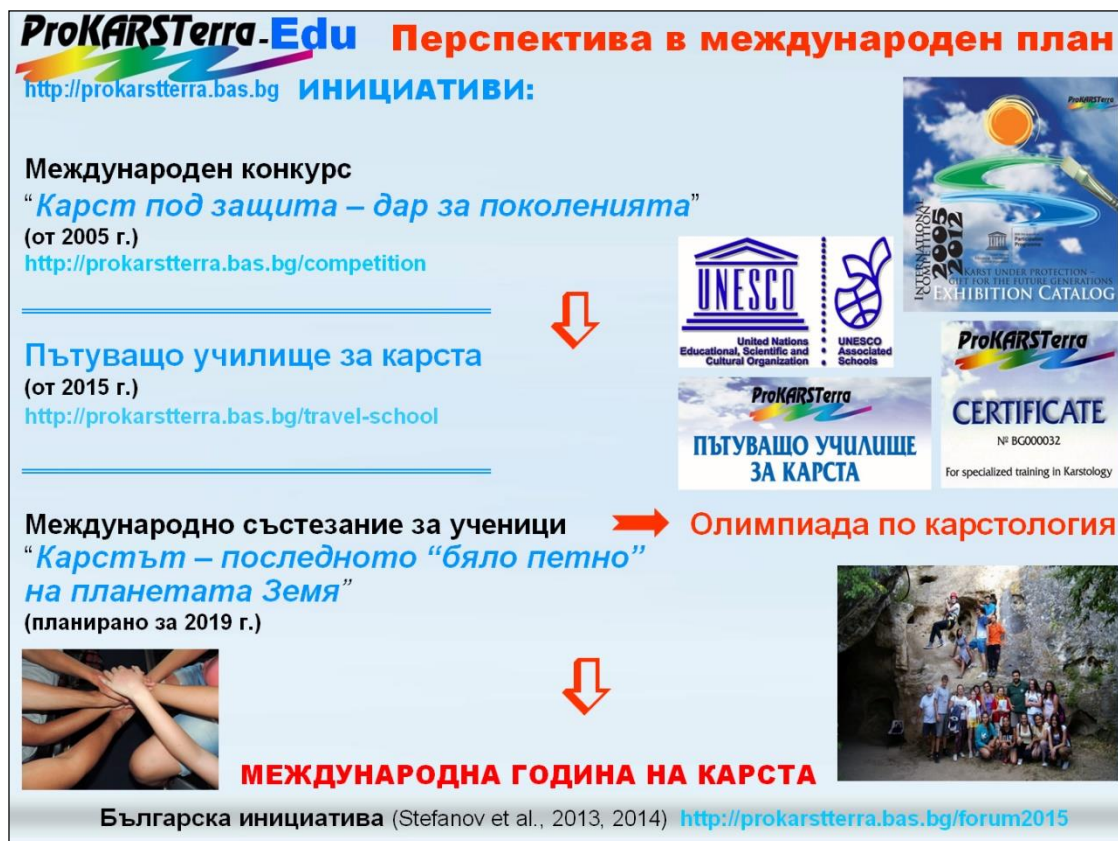 ProKARSTerra-Edu Перспектива в международен план
http://prokarstterra.bas.bg ИНИЦИАТИВИ:
Международен конкурс
“Карст под защита – дар за поколенията”
(от 2005 г.)
http://prokarstterra.bas.bg/competition
Пътуващо училище за карста
(от 2015 г.)
http://prokarstterra.bas.bg/travel-school
Международно състезание за ученици
“Карстът – последното “бяло петно”
на планетата Земя”
(планирано за 2019 г.)
Олимпиада по карстология
ProKARSTerra
INTERNATIONAL
COMPETITION
2005
2012
Participation
Programme
KARST UNDER PROTECTION –
GIFT FOR THE FUTURE GENERATIONS
EXHIBITION CATALOG
UNESCO
United Nations
Educational, Scientific and
Cultural Organization
UNESCO
Associated
Schools
ProKARSTerra
ПЪТУВАЩО УЧИЛИЩЕ
ЗА КАРСТА
ProKARSTerra
CERTIFICATE
№ BG000032
For specialized training in Karstology
МЕЖДУНАРОДНА ГОДИНА НА КАРСТА
Българска инициатива (Stefanov et al., 2013, 2014) http://prokarstterra.bas.bg/forum2015